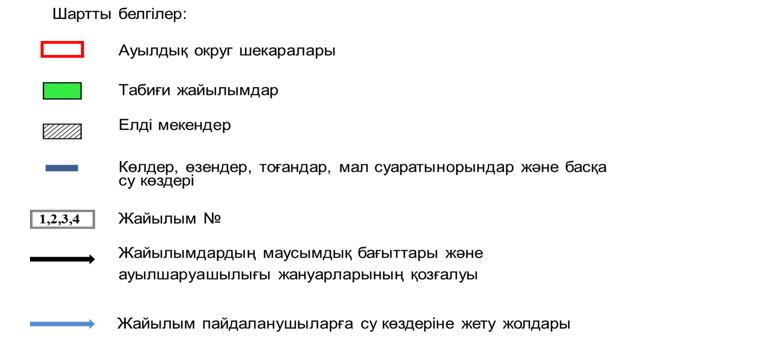 Шартты белгілер:
Ауылдық округ шекаралары
Табиғи жайылымдар
Елді мекендер
Көлдер, өзендер, тоғандар, мал суаратынорындар және басқа
су көздері
1,2,3,4 Жайылым №
Жайылымдардың маусымдық бағыттары және
ауылшаруашылығы жануарларының қозғалуы
Жайылым пайдаланушыларға су көздеріне жету жолдары